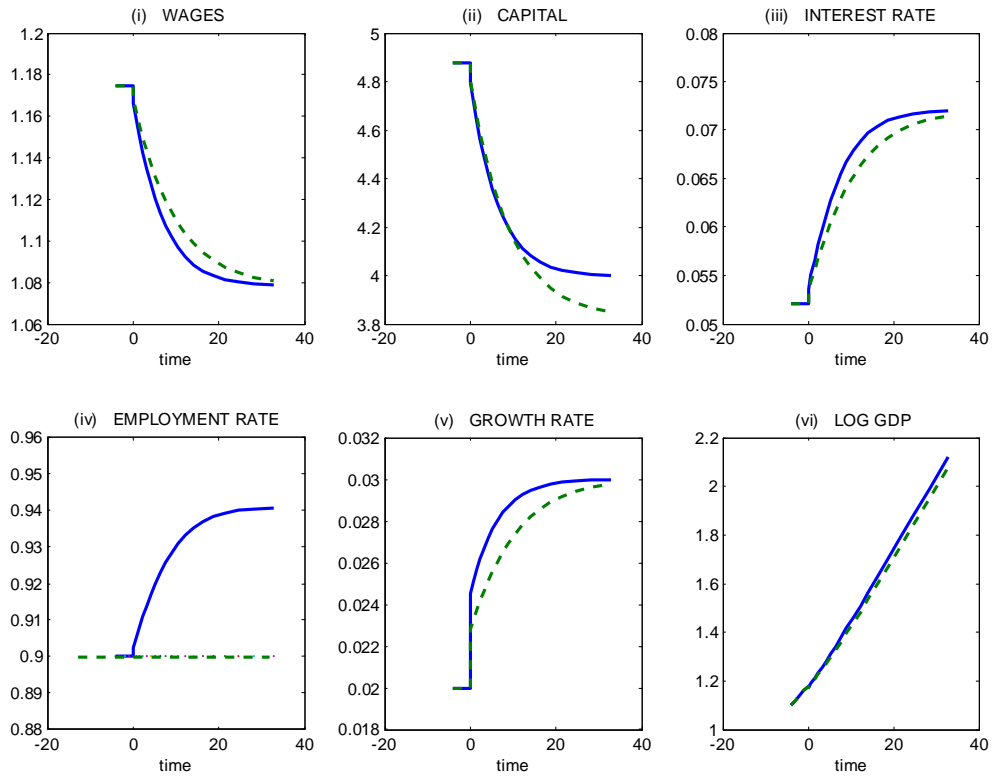 (i) WAGES
1.2
1.18
1.16
1.14
1.12
1.1
1.08
1.06
-20 0 20 40
time
(ii) CAPITAL
5
4.8
4.6
4.4
4.2
4
3.8
-20 0 20 40
time
(iii) INTEREST RATE
0.08
0.075
0.07
0.065
0.06
0.055
0.05
-20 0 20 40
time
(iv) EMPLOYMENT RATE
0.96
0.95
0.94
0.93
0.92
0.91
0.9
0.89
0.88
-20 0 20 40
time
(v) GROWTH RATE
0.032
0.03
0.028
0.026
0.024
0.022
0.02
0.018
-20 0 20 40
time
(vi) LOG GDP
2.2
2
1.8
1.6
1.4
1.2
1
-20 0 20 40
time